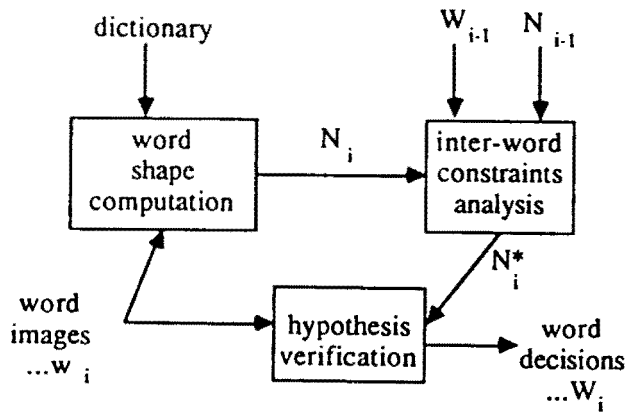 dictionary
W i-1
N i-1
word
shape
computation
N i
inter-word
constraints
analysis
N*i
word
images
...w i
hypothesis
verification
word
decisions
...W i